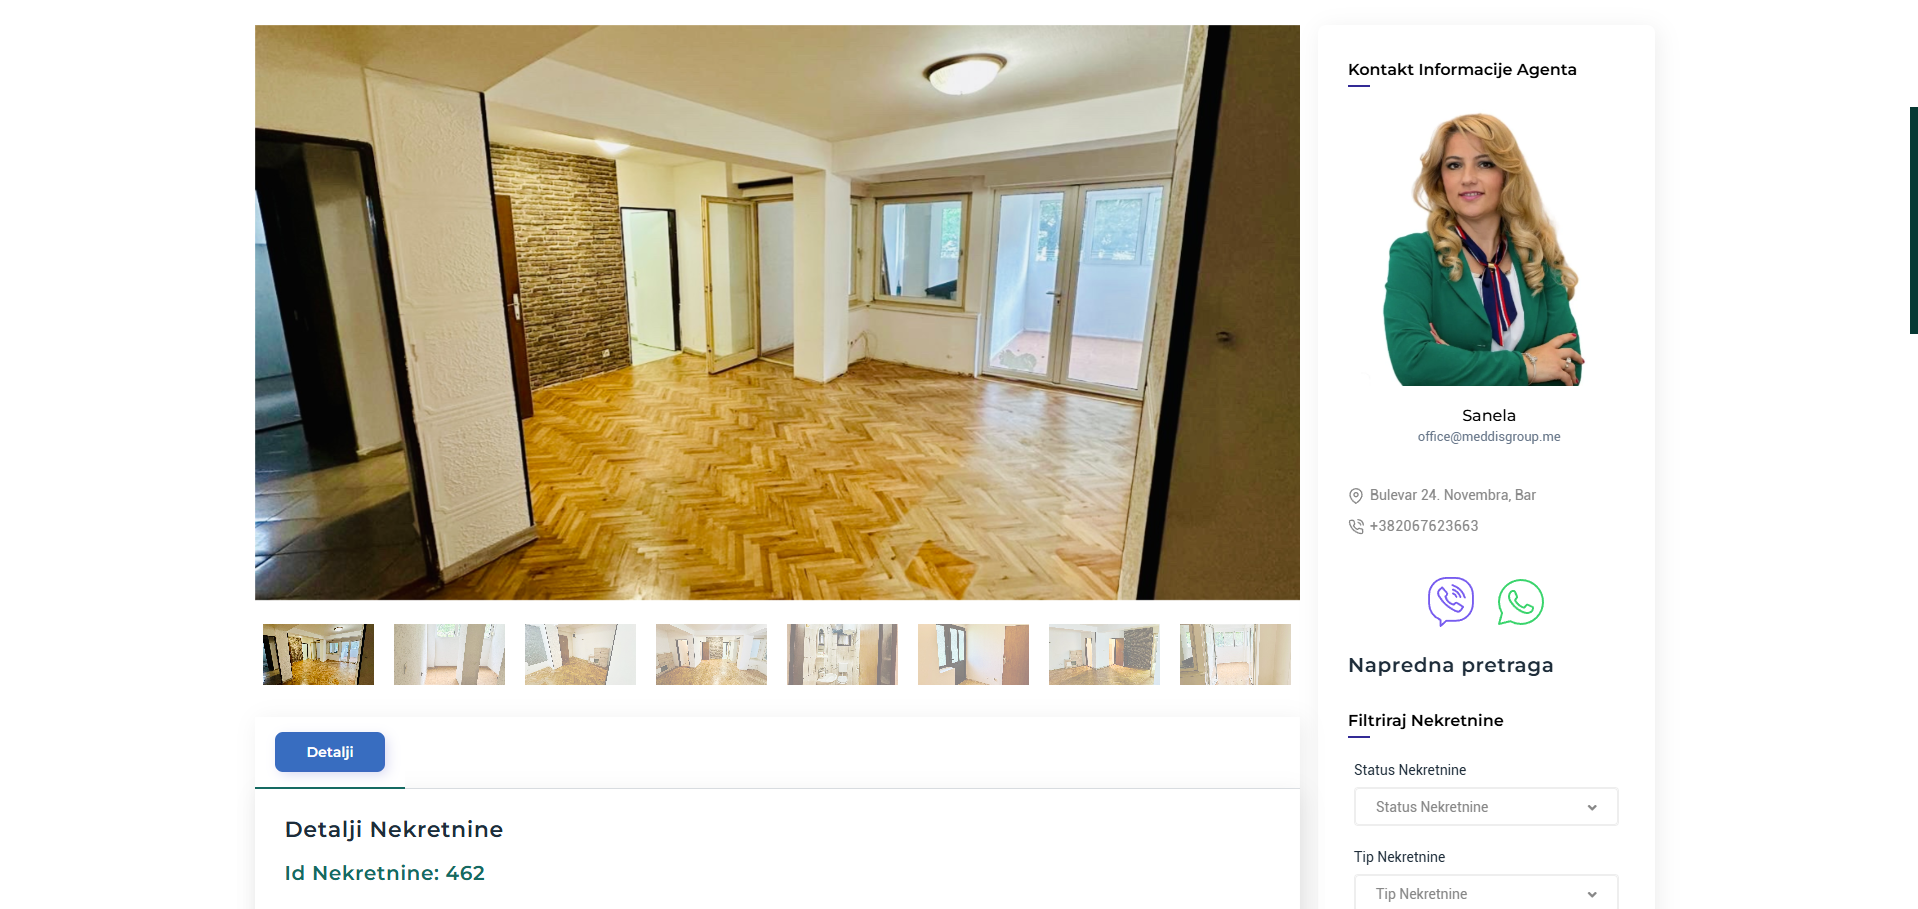 Kontakt Informacije Agenta
Sanela
office@meddisgroup.me
Bulevar 24. Novembra, Bar
+382067623663
Napredna pretraga
Filtriraj Nekretnine
Status Nekretnine
Status Nekretnine
Tip Nekretnine
Tip Nekretnine
Detalji
Detalji Nekretnine
Id Nekretnine: 462